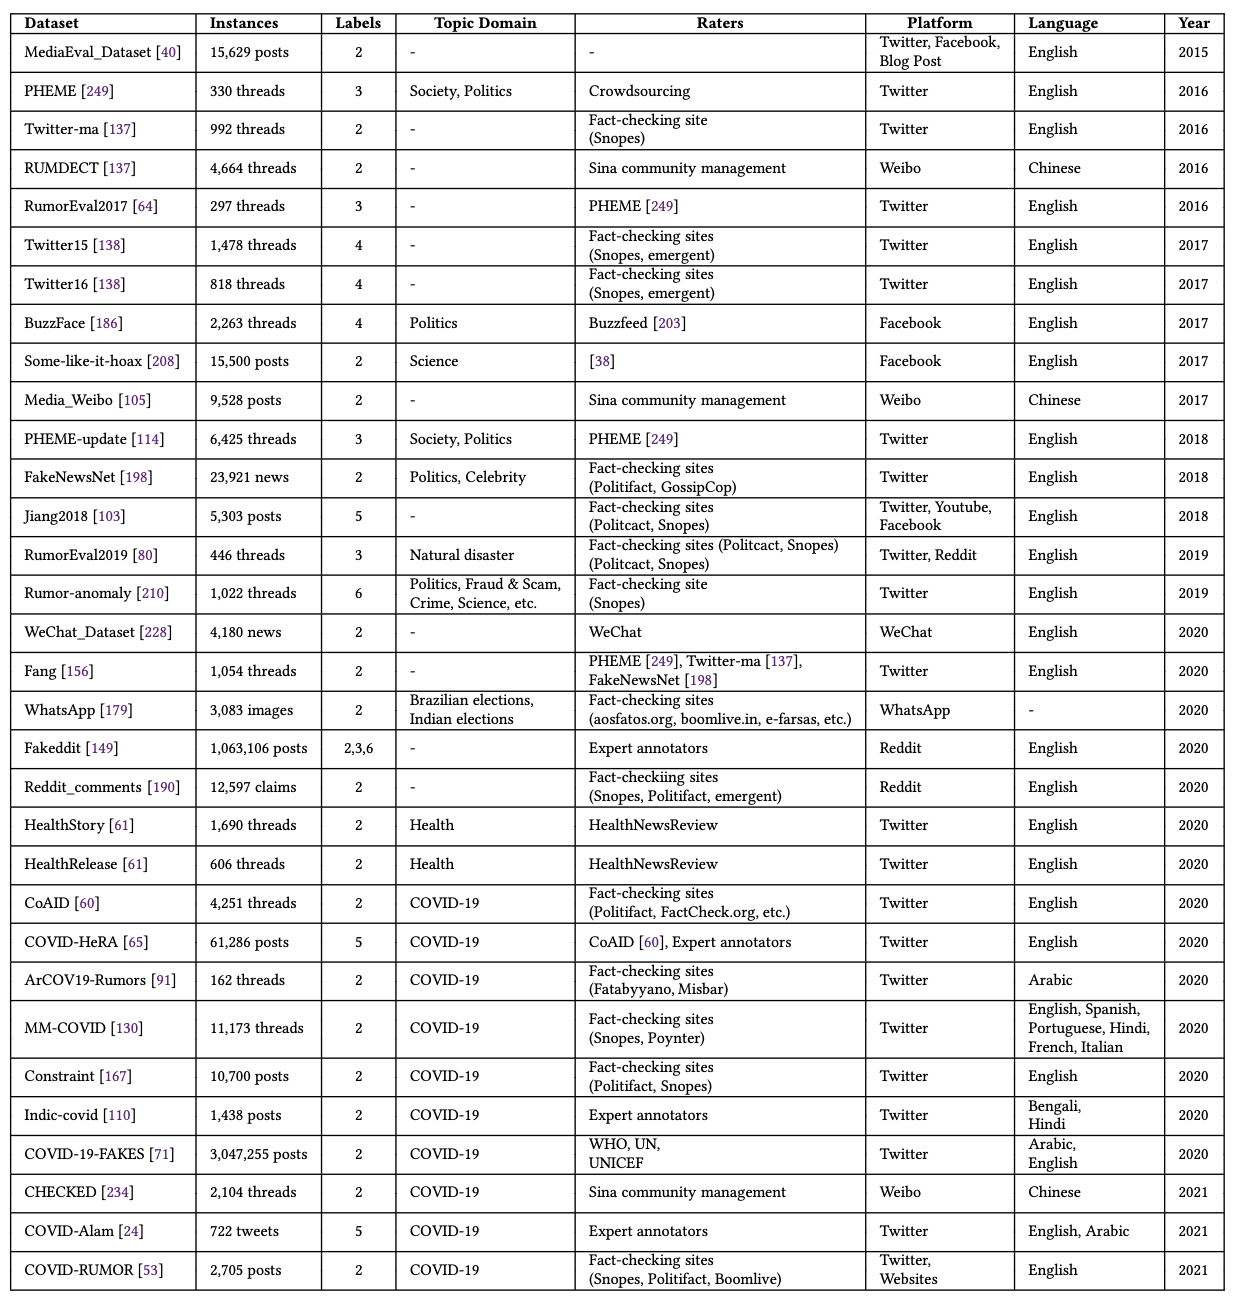 Dataset Instances Labels Topic Domain Raters Platform Language Year
MediaEval_Dataset [40] 15,629 posts 2 - - Twitter, Facebook, Blog Post English 2015
PHEME [249] 330 threads 3 Society, Politics Crowdsourcing Twitter English 2016
Twitter-ma [137] 992 threads 2 - Fact-checking site (Snopes) Twitter English 2016
RUMDECT [137] 4,664 threads 2 - Sina community management Weibo Chinese 2016
RumorEval2017 [64] 297 threads 3 - PHEME [249] Twitter English 2016
Twitter15 [138] 1,478 threads 4 - Fact-checking sites (Snopes, emergent) Twitter English 2017
Twitter16 [138] 818 threads 4 - Fact-checking sites (Snopes, emergent) Twitter English 2017
BuzzFace [186] 2,263 threads 4 Politics Buzzfeed [203] Facebook English 2017
Some-like-it-hoax [208] 15,500 posts 2 Science [38] Facebook English 2017
Media_Weibo [105] 9,528 posts 2 - Sina community management Weibo Chinese 2017
PHEME-update [114] 6,425 threads 3 Society, Politics PHEME [249] Twitter English 2018
FakeNewsNet [198] 23,921 news 2 Politics, Celebrity Fact-checking sites (Politifact, GossipCop) Twitter English 2018
Jiang2018 [103] 5,303 posts 5 - Fact-checking sites (Politcact, Snopes) Twitter, Youtube, Facebook English 2018
RumorEval2019 [80] 446 threads 3 Natural disaster Fact-checking sites (Politcact, Snopes) (Politcact, Snopes) Twitter, Reddit English 2019
Rumor-anomaly [210] 1,022 threads 6 Politics, Fraud & Scam, Crime, Science, etc. Fact-checking site (Snopes) Twitter English 2019
WeChat_Dataset [228] 4,180 news 2 - WeChat WeChat English 2020
Fang [156] 1,054 threads 2 - PHEME [249], Twitter-ma [137], FakeNewsNet [198] Twitter English 2020
WhatsApp [179] 3,083 images 2 Brazilian elections, Indian elections Fact-checking sites (aosfatos.org, boomlive.in, e-farsas, etc.) WhatsApp - 2020
Fakeddit [149] 1,063,106 posts 2,3,6 - Expert annotators Reddit English 2020
Reddit_comments [190] 12,597 claims 2 - Fact-checkiing sites (Snopes, Politifact, emergent) Reddit English 2020
HealthStory [61] 1,690 threads 2 Health HealthNewsReview Twitter English 2020
HealthRelease [61] 606 threads 2 Health HealthNewsReview Twitter English 2020
CoAID [60] 4,251 threads 2 COVID-19 Fact-checking sites (Politifact, FactCheck.org, etc.) Twitter English 2020
COVID-HeRA [65] 61,286 posts 5 COVID-19 CoAID [60], Expert annotators Twitter English 2020
ArCOV19-Rumors [91] 162 threads 2 COVID-19 Fact-checking sites (Fatabyyano, Misbar) Twitter Arabic 2020
MM-COVID [130] 11,173 threads 2 COVID-19 Fact-checking sites (Snopes, Poynter) Twitter English, Spanish, Portuguese, Hindi, French, Italian 2020
Constraint [167] 10,700 posts 2 COVID-19 Fact-checking sites (Politifact, Snopes) Twitter English 2020
Indic-covid [110] 1,438 posts 2 COVID-19 Expert annotators Twitter Bengali, Hindi 2020
COVID-19-FAKES [71] 3,047,255 posts 2 COVID-19 WHO, UN, UNICEF Twitter Arabic, English 2020
CHECKED [234] 2,104 threads 2 COVID-19 Sina community management Weibo Chinese 2021
COVID-Alam [24] 722 tweets 5 COVID-19 Expert annotators Twitter English, Arabic 2021
COVID-RUMOR [53] 2,705 posts 2 COVID-19 Fact-checking sites (Snopes, Politifact, Boomlive) Twitter, Websites English 2021